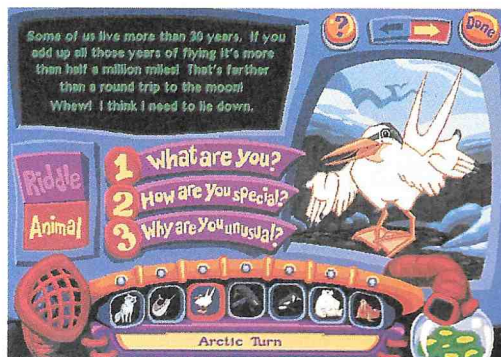 Some of us live more than 30 years. If you
add up all those years of flying it's more
than half a million miles! That's farther
than a round trip to the moon!
Whew! I think I need to lie down.
?
Done
Riddle
Animal
1 What are you?
2 How are you special?
3 Why are you unusual?
Arctic Turn